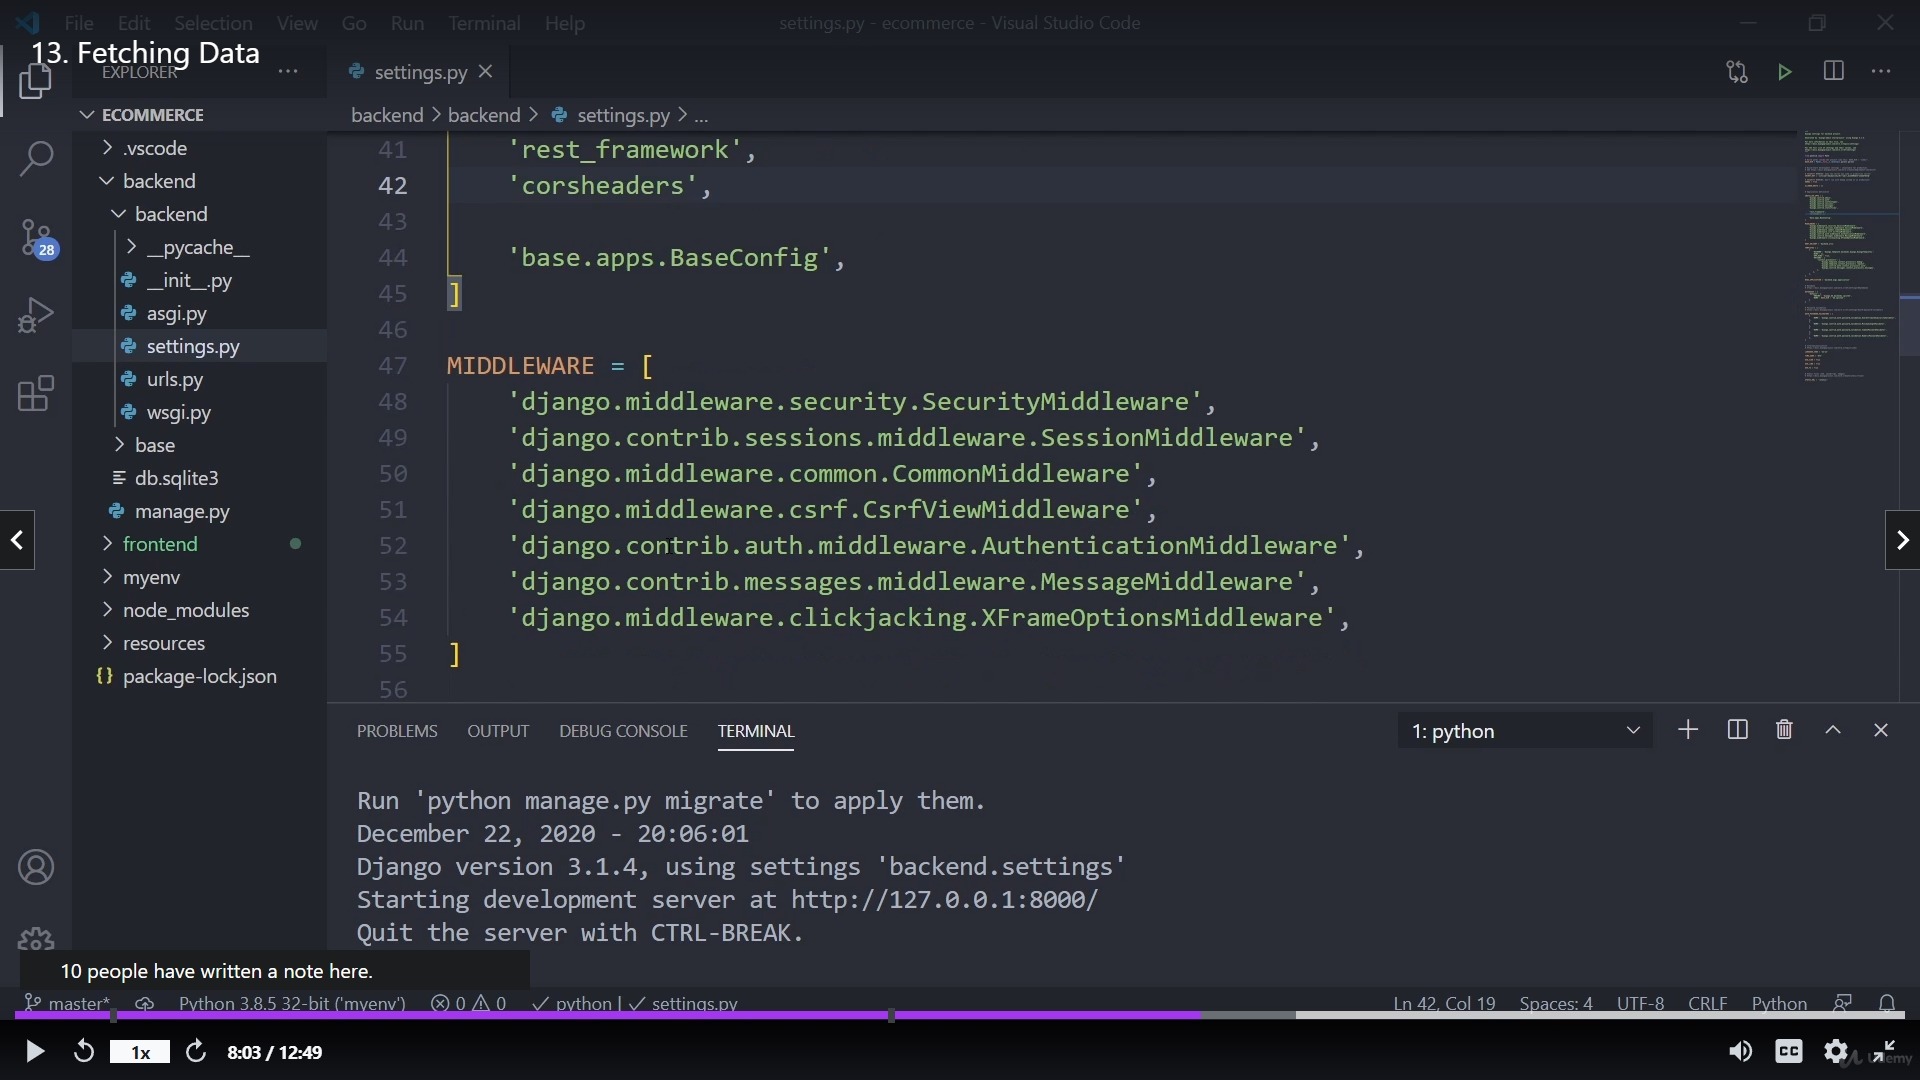 File Edit Selection View Go Run Terminal Help
settings.py - ecommerce - Visual Studio Code
13. Fetching Data
EXPLORER
settings.py
ECOMMERCE
backend > backend > settings.py > ...
.vscode
backend
backend
__pycache__
__init__.py
asgi.py
settings.py
urls.py
wsgi.py
base
db.sqlite3
manage.py
frontend
myenv
node_modules
resources
{} package-lock.json
28
41 'rest_framework',
42 'corsheaders',
43
44 'base.apps.BaseConfig',
45 ]
46
47 MIDDLEWARE = [
48 'django.middleware.security.SecurityMiddleware',
49 'django.contrib.sessions.middleware.SessionMiddleware',
50 'django.middleware.common.CommonMiddleware',
51 'django.middleware.csrf.CsrfViewMiddleware',
52 'django.contrib.auth.middleware.AuthenticationMiddleware',
53 'django.contrib.messages.middleware.MessageMiddleware',
54 'django.middleware.clickjacking.XFrameOptionsMiddleware',
55 ]
56
PROBLEMS OUTPUT DEBUG CONSOLE TERMINAL
1: python
Run 'python manage.py migrate' to apply them.
December 22, 2020 - 20:06:01
Django version 3.1.4, using settings 'backend.settings'
Starting development server at http://127.0.0.1:8000/
Quit the server with CTRL-BREAK.
10 people have written a note here.
master* Python 3.8.5 32-bit ('myenv') 0 0 python | settings.py
Ln 42, Col 19 Spaces: 4 UTF-8 CRLF Python
1x 8:03 / 12:49
CC
Udemy